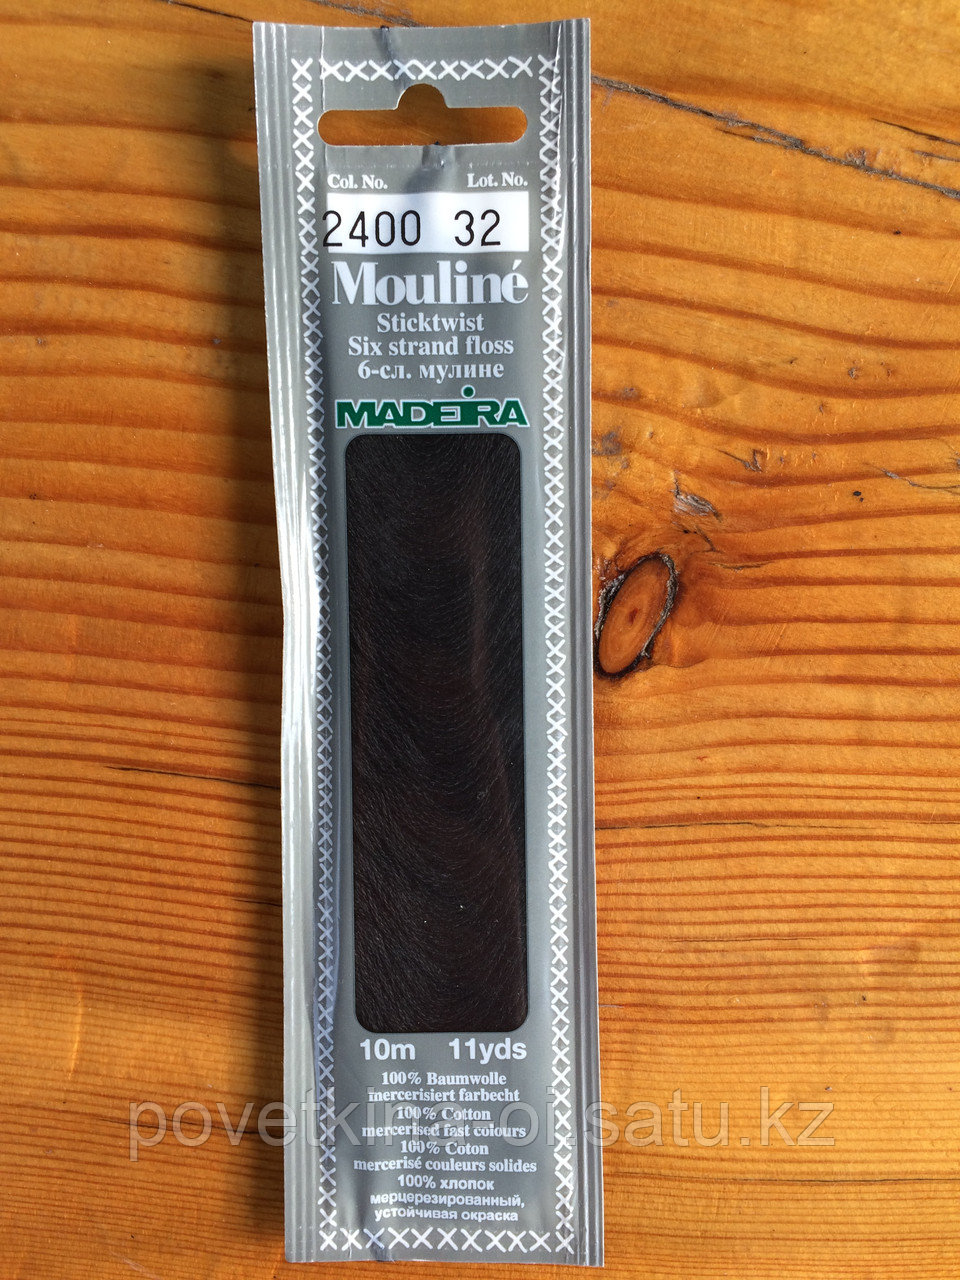 Col. No. Lot. No.
2400 32
Mouliné
Sticktwist
Six strand floss
6-сл. мулине
MADEIRA
10m 11yds
100% Baumwolle
mercerisiert farbecht
100% Cotton
mercerised fast colours
100% Coton
mercerisé couleurs solides
100% хлопок
мерцерезированный,
устойчивая окраска
povetkina-oi.satu.kz